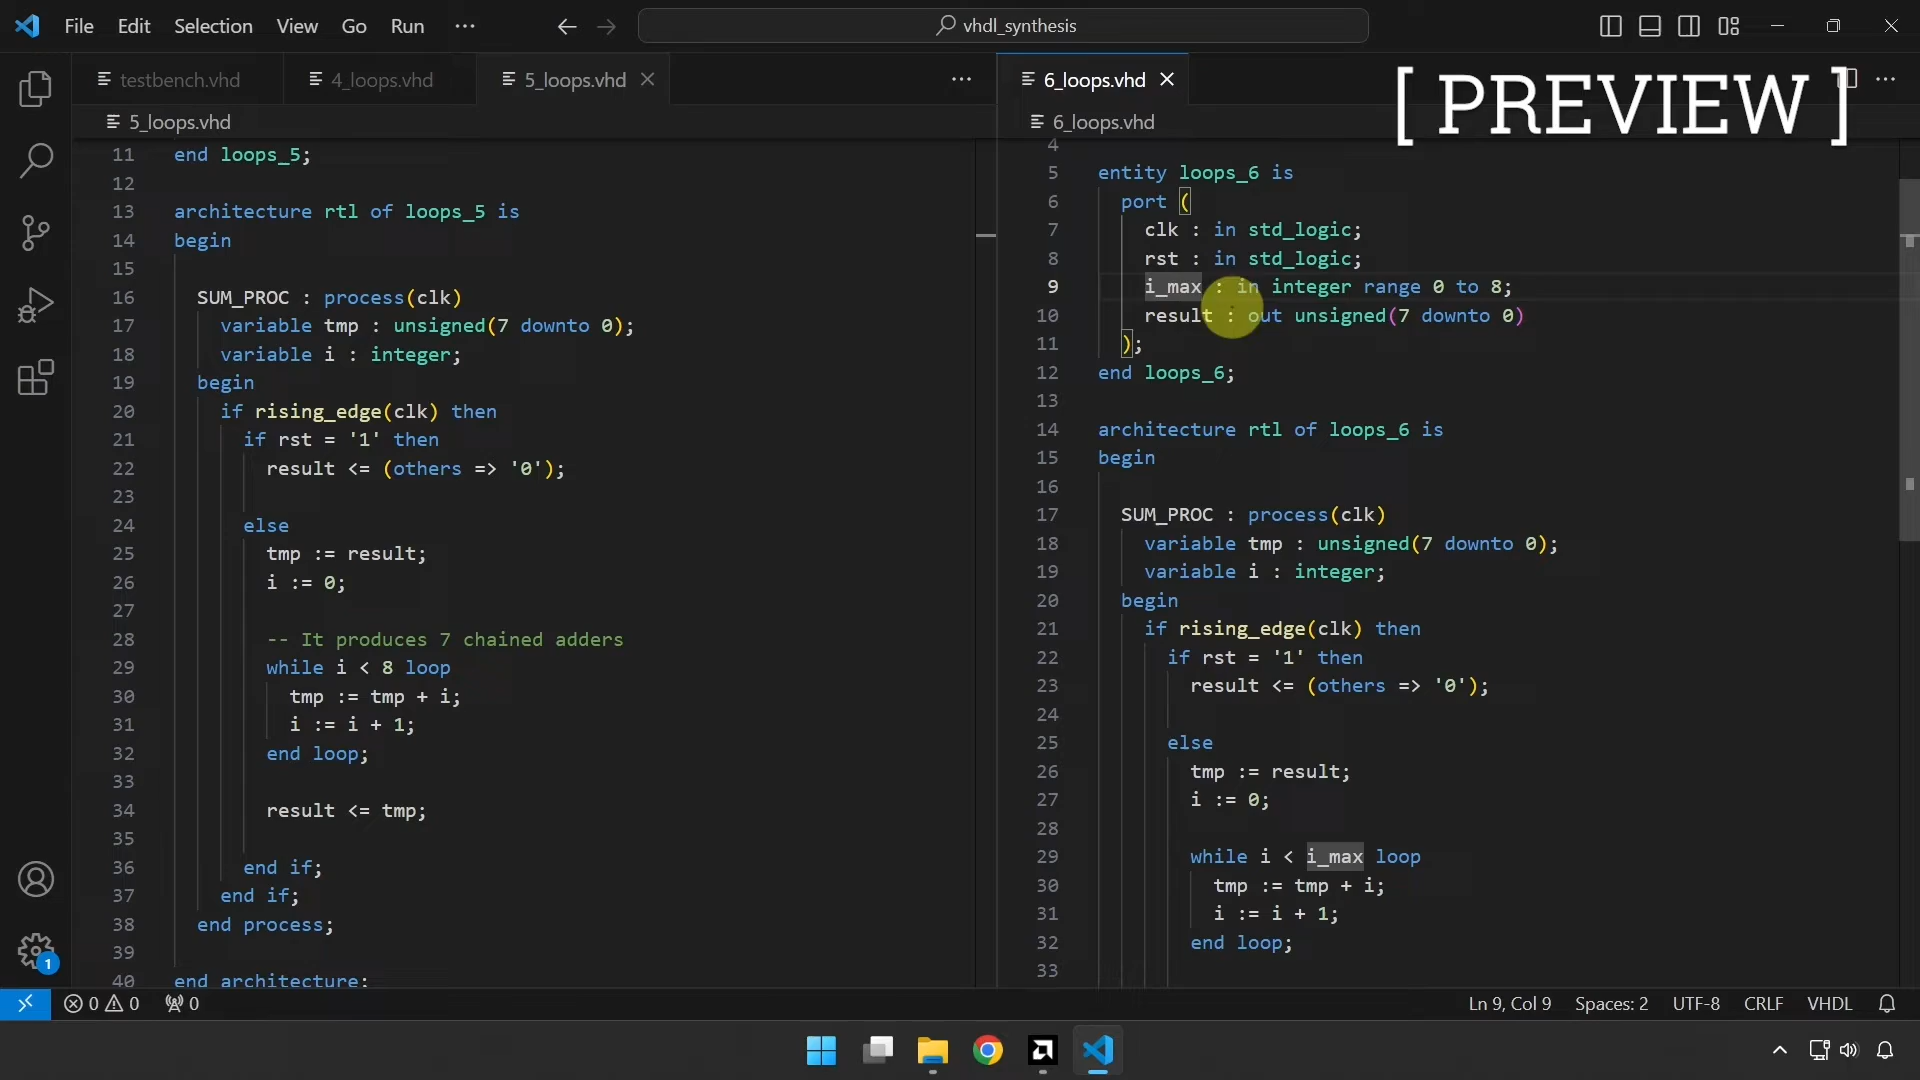 File Edit Selection View Go Run ··· vhdl_synthesis
testbench.vhd 4_loops.vhd 5_loops.vhd
5_loops.vhd
11 end loops_5;
12
13 architecture rtl of loops_5 is
14 begin
15
16 SUM_PROC : process(clk)
17 variable tmp : unsigned(7 downto 0);
18 variable i : integer;
19 begin
20 if rising_edge(clk) then
21 if rst = '1' then
22 result <= (others => '0');
23
24 else
25 tmp := result;
26 i := 0;
27
28 -- It produces 7 chained adders
29 while i < 8 loop
30 tmp := tmp + i;
31 i := i + 1;
32 end loop;
33
34 result <= tmp;
35
36 end if;
37 end if;
38 end process;
39
40 end architecture;
6_loops.vhd
[ PREVIEW ]
6_loops.vhd
4
5 entity loops_6 is
6 port (
7 clk : in std_logic;
8 rst : in std_logic;
9 i_max : in integer range 0 to 8;
10 result : out unsigned(7 downto 0)
11 );
12 end loops_6;
13
14 architecture rtl of loops_6 is
15 begin
16
17 SUM_PROC : process(clk)
18 variable tmp : unsigned(7 downto 0);
19 variable i : integer;
20 begin
21 if rising_edge(clk) then
22 if rst = '1' then
23 result <= (others => '0');
24
25 else
26 tmp := result;
27 i := 0;
28
29 while i < i_max loop
30 tmp := tmp + i;
31 i := i + 1;
32 end loop;
33
1
0 0 0 Ln 9, Col 9 Spaces: 2 UTF-8 CRLF VHDL